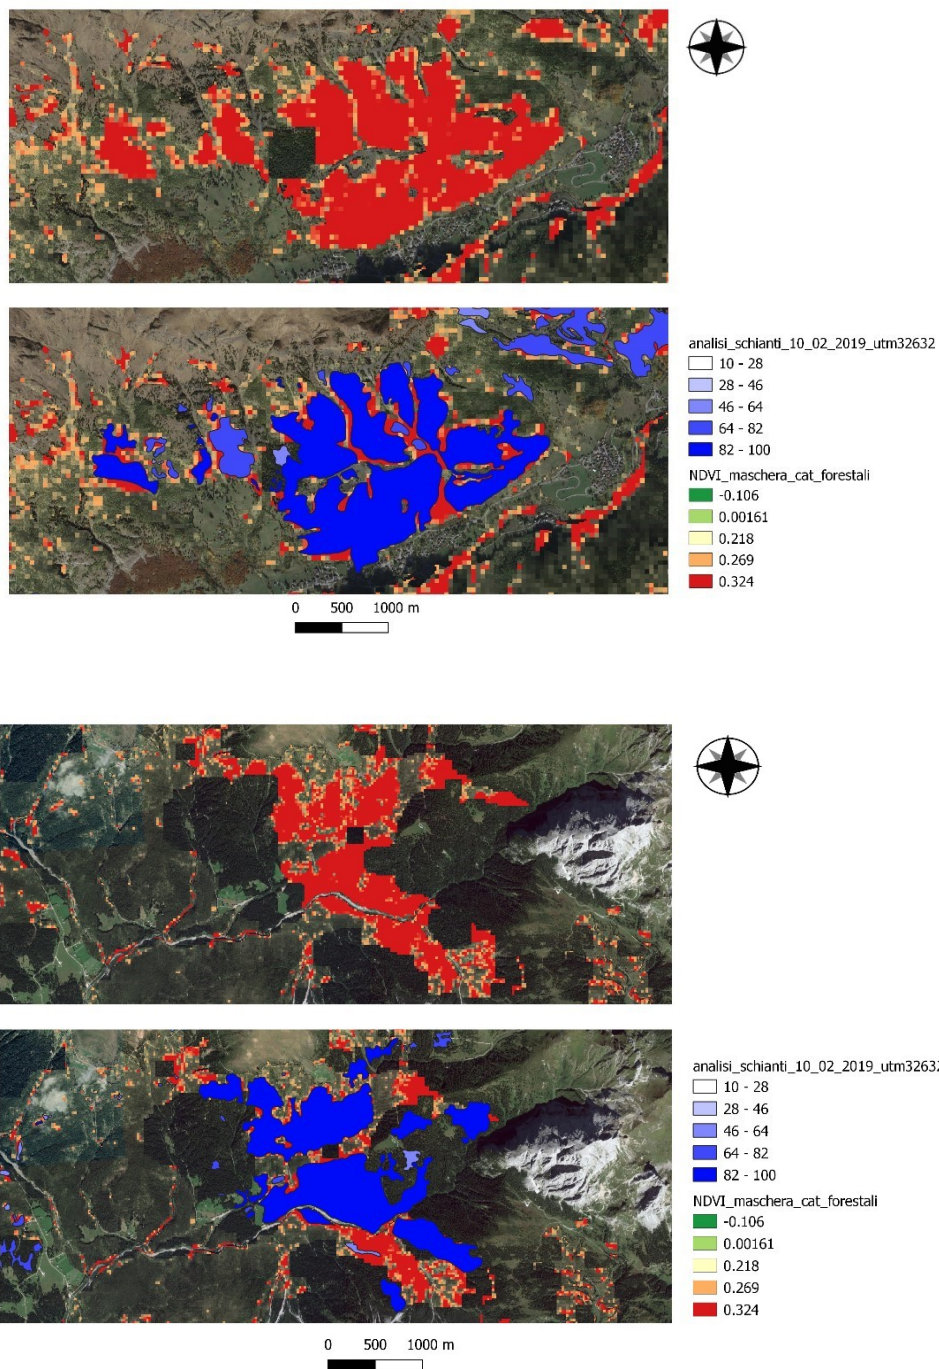 analisi_schianti_10_02_2019_utm32632
10 - 28
28 - 46
46 - 64
64 - 82
82 - 100
NDVI_maschera_cat_forestali
-0.106
0.00161
0.218
0.269
0.324
0 500 1000 m
analisi_schianti_10_02_2019_utm3263
10 - 28
28 - 46
46 - 64
64 - 82
82 - 100
NDVI_maschera_cat_forestali
-0.106
0.00161
0.218
0.269
0.324
0 500 1000 m